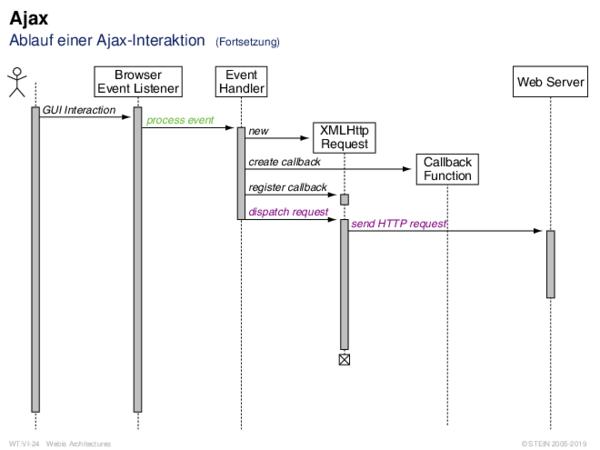 Ajax
Ablauf einer Ajax-Interaktion (Fortsetzung)
Browser
Event Listener
Event
Handler
Web Server
GUI Interaction
process event
new
XMLHttp
Request
create callback
Callback
Function
register callback
dispatch request
send HTTP request
WT:VI-24 Webis Architectures
© STEIN 2005-2019